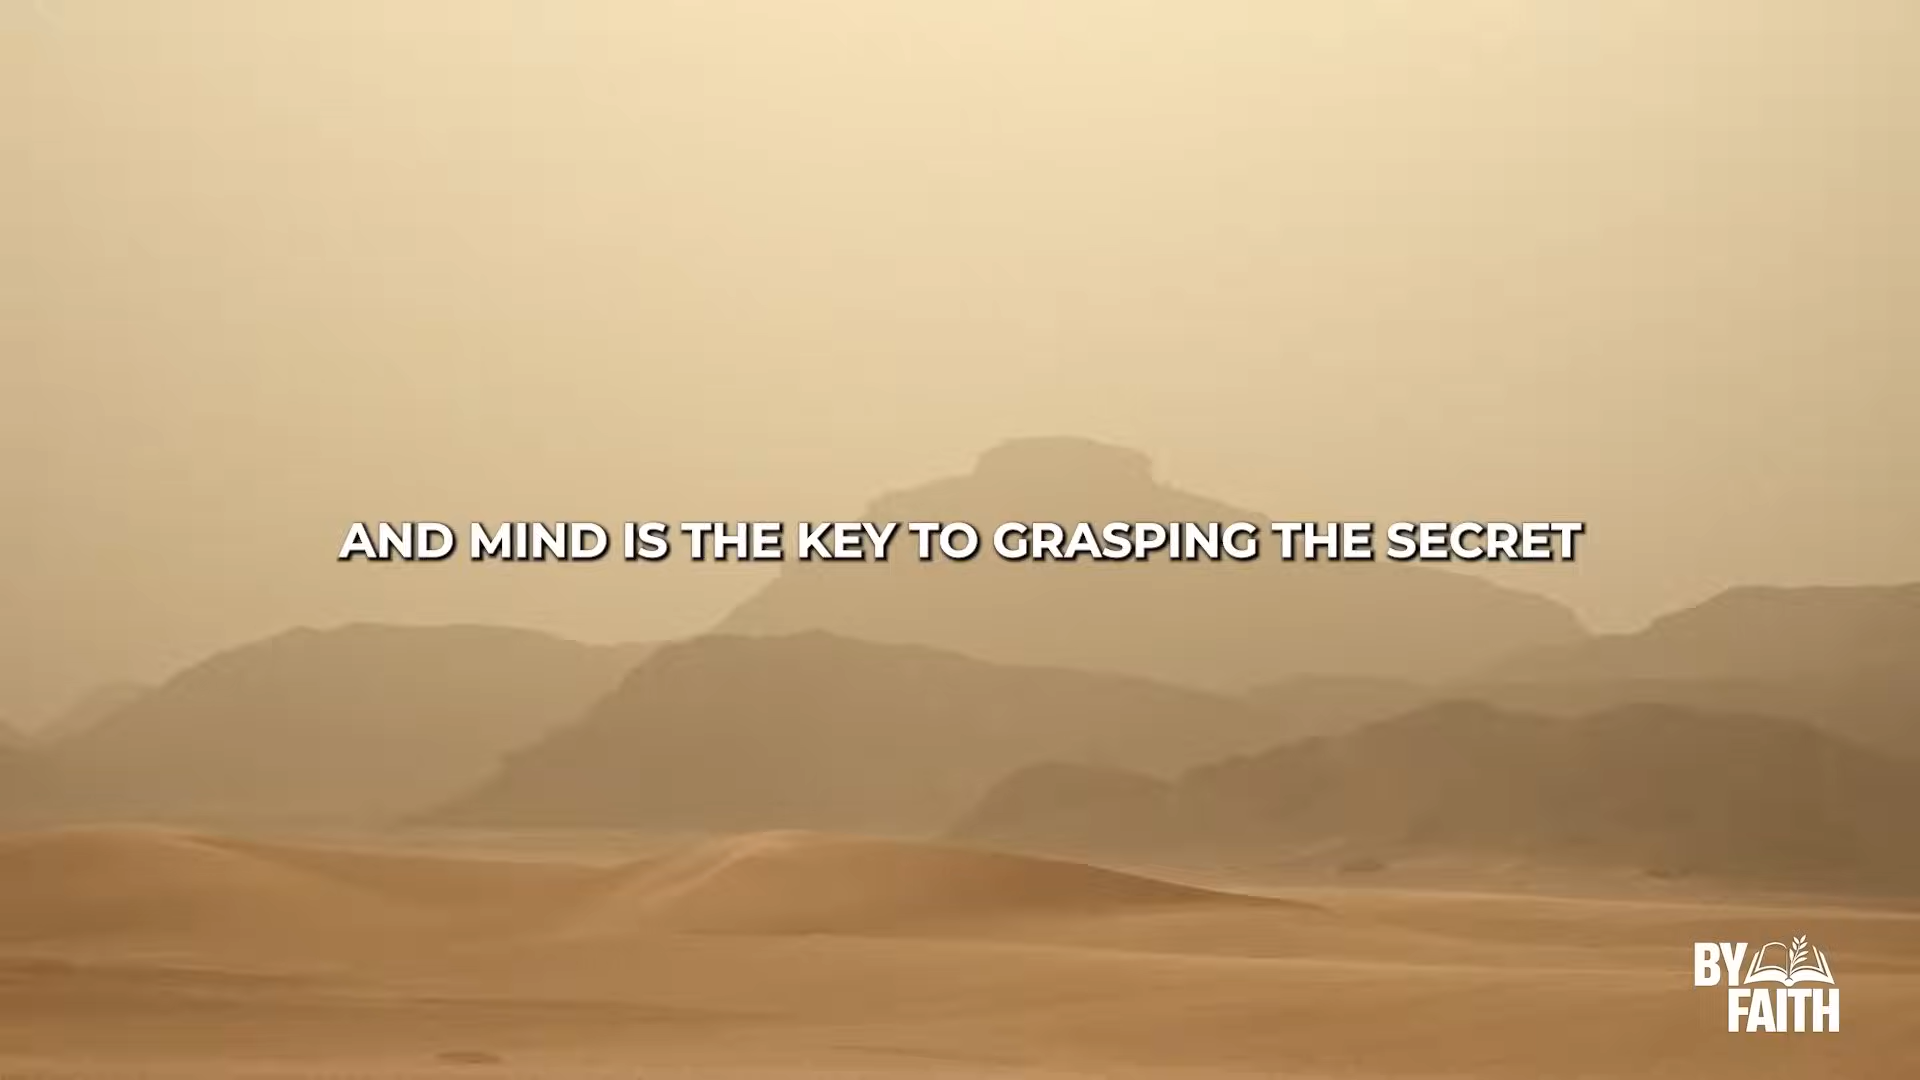 AND MIND IS THE KEY TO GRASPING THE SECRET
BY
FAITH